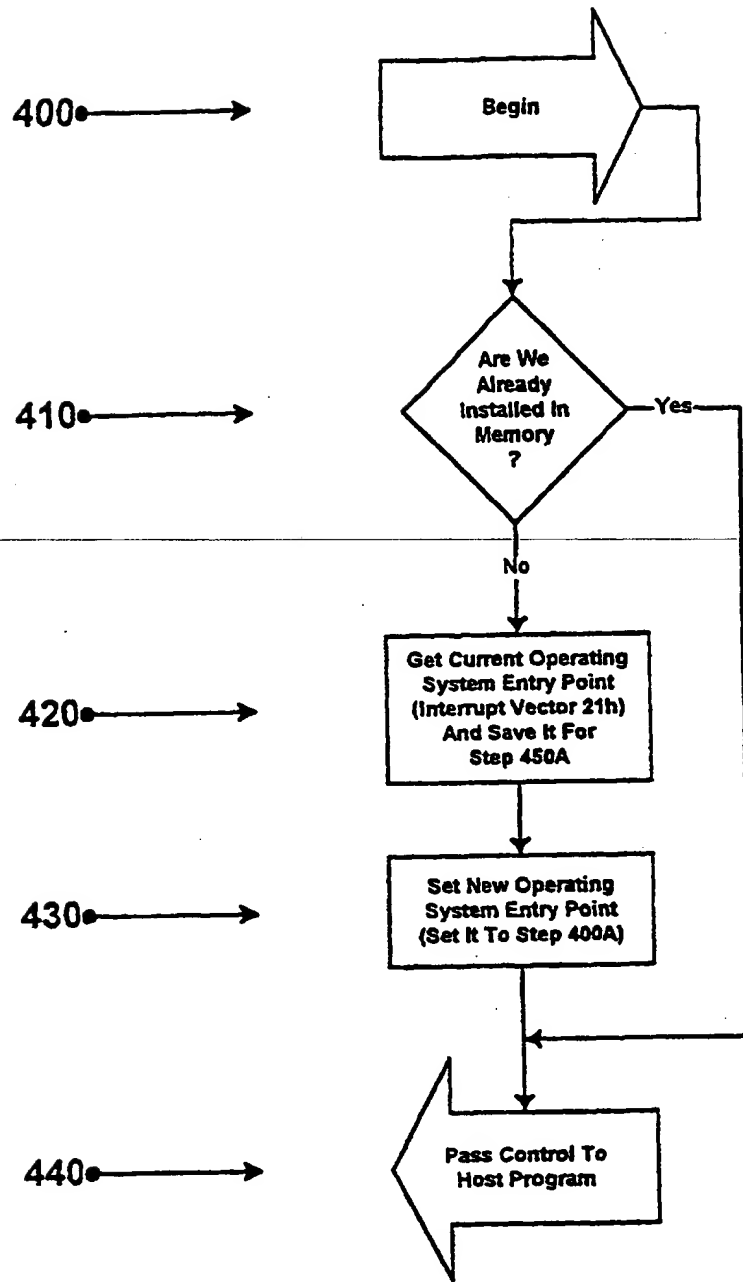 400
Begin
410
Are We
Already
Installed In
Memory
?
Yes
No
420
Get Current Operating
System Entry Point
(Interrupt Vector 21h)
And Save It For
Step 450A
430
Set New Operating
System Entry Point
(Set It To Step 400A)
440
Pass Control To
Host Program